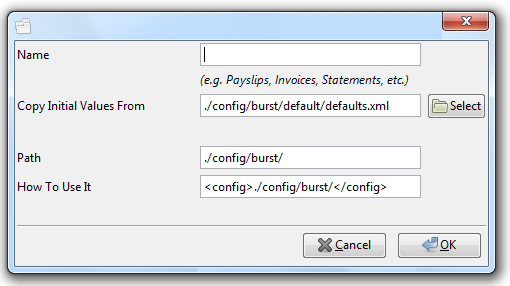 Name
(e.g. Payslips, Invoices, Statements, etc.)
Copy Initial Values From ./config/burst/default/defaults.xml Select
Path ./config/burst/
How To Use It <config>./config/burst/</config>
Cancel OK